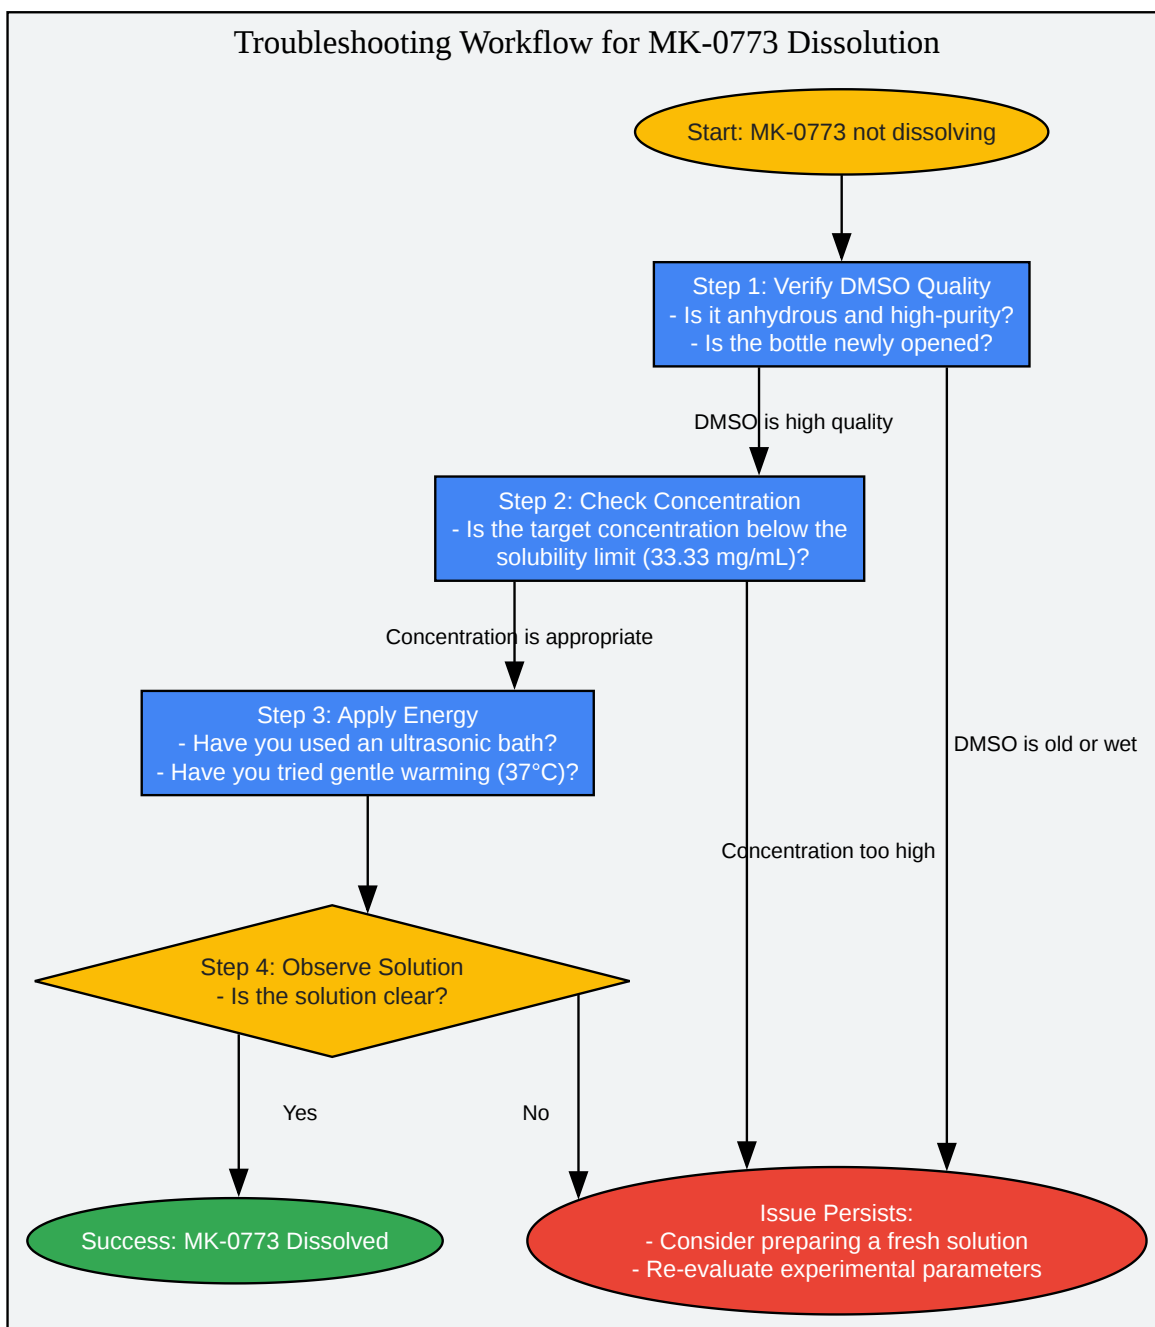 Troubleshooting Workflow for MK-0773 Dissolution
Start: MK-0773 not dissolving
Step 1: Verify DMSO Quality
- Is it anhydrous and high-purity?
- Is the bottle newly opened?
DMSO is high quality
Step 2: Check Concentration
- Is the target concentration below the
solubility limit (33.33 mg/mL)?
Concentration is appropriate
Step 3: Apply Energy
- Have you used an ultrasonic bath?
- Have you tried gentle warming (37°C)?
DMSO is old or wet
Concentration too high
Step 4: Observe Solution
- Is the solution clear?
Yes
No
Success: MK-0773 Dissolved
Issue Persists:
- Consider preparing a fresh solution
- Re-evaluate experimental parameters